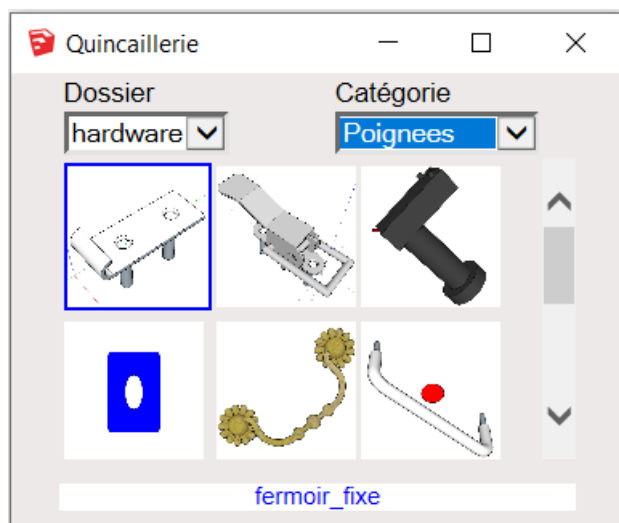 Quincaillerie
Dossier
Catégorie
hardware
Poignees
fermoir_fixe